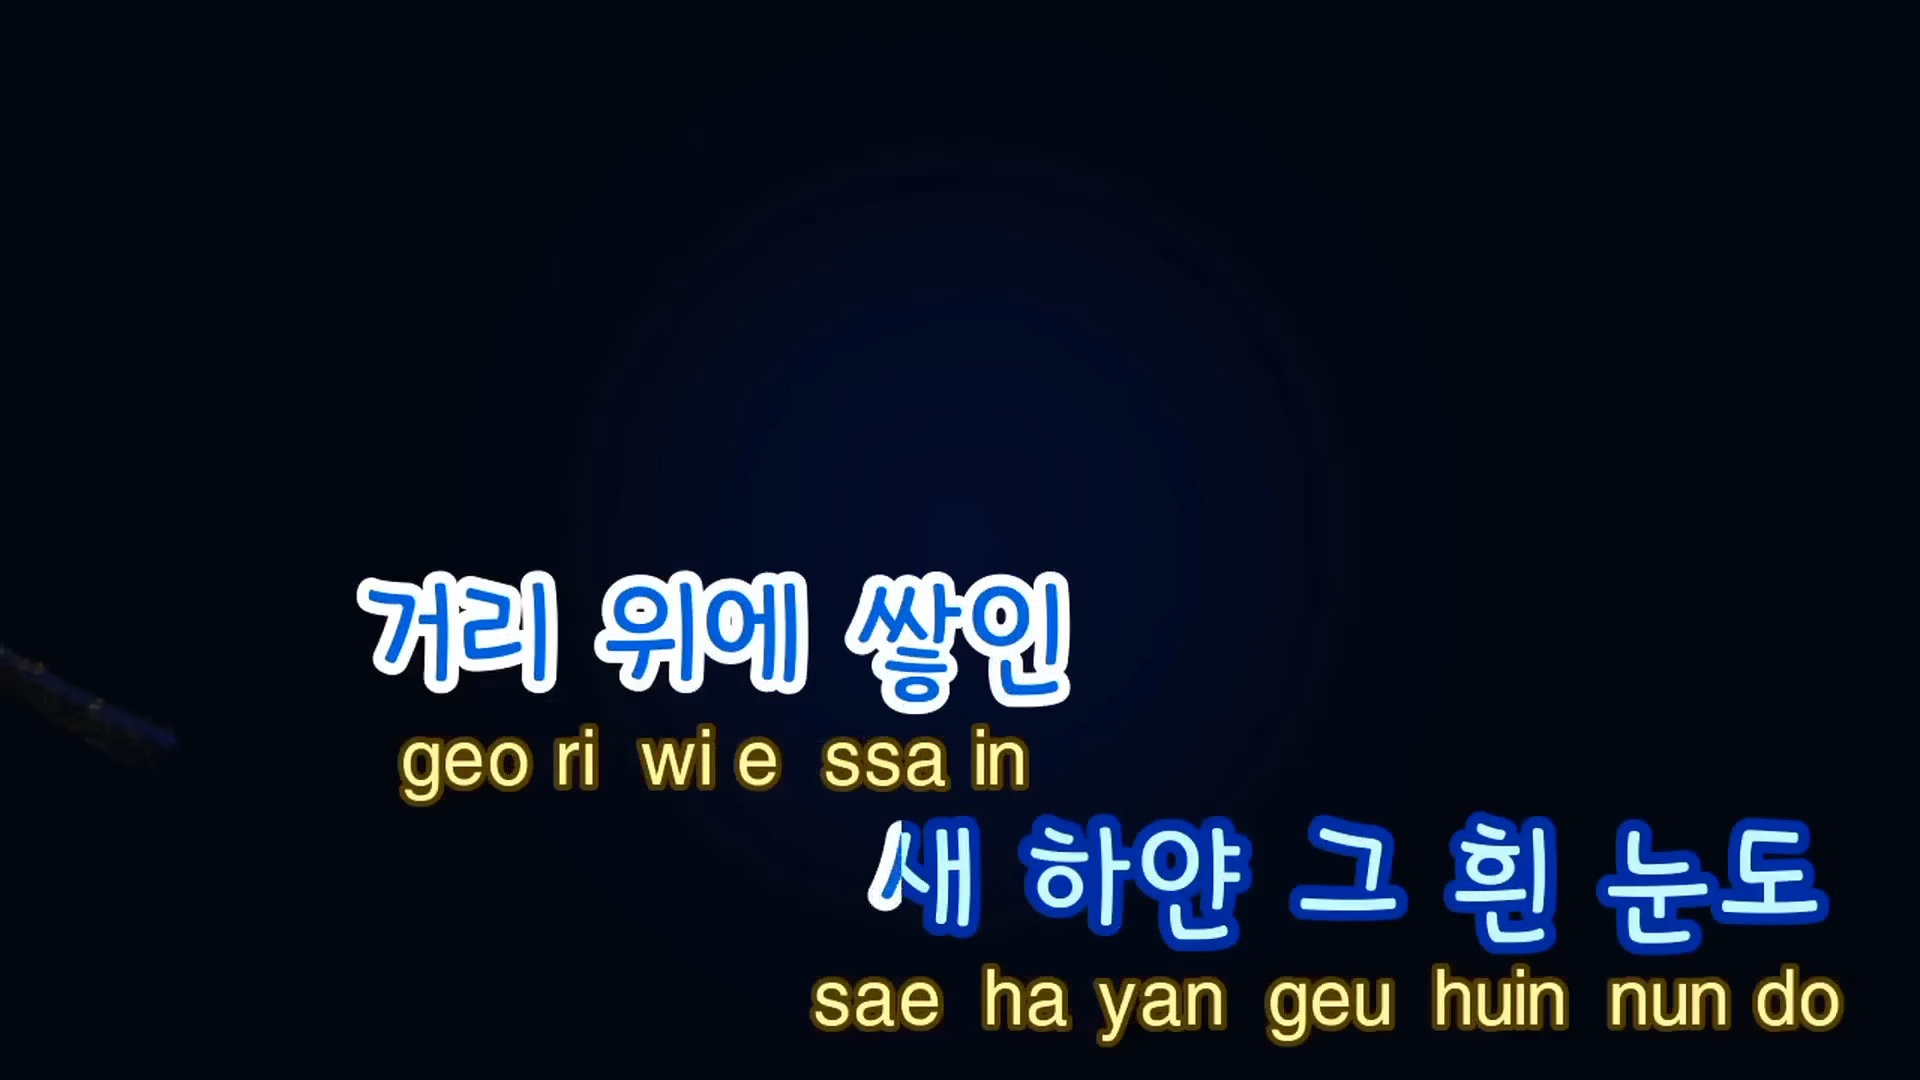 거리 위에 쌓인
geo ri wi e ssa in
새 하얀 그 흰 눈도
sae ha yan geu huin nun do